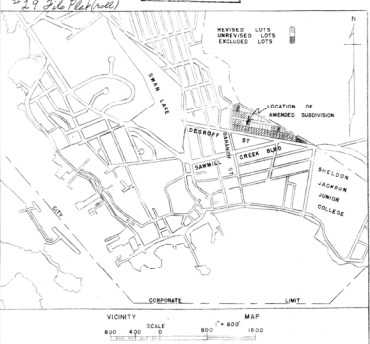 #29 File Plat (roll)
REVISED LOTS
UNREVISED LOTS
EXCLUDED LOTS
N
SWAN LAKE
LOCATION OF
AMENDED SUBDIVISION
DEGROFF ST
BARANOF ST
SAWMILL CREEK BLVD
SHELDON
JACKSON
JUNIOR
COLLEGE
CITY
CORPORATE LIMIT
VICINITY MAP
SCALE 1"= 800'
800 400 0 800 1600